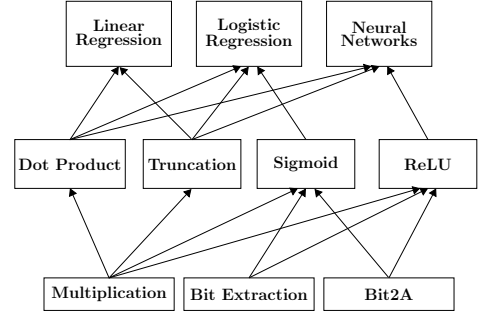 Linear
Regression
Logistic
Regression
Neural
Networks
Dot Product
Truncation
Sigmoid
ReLU
Multiplication
Bit Extraction
Bit2A